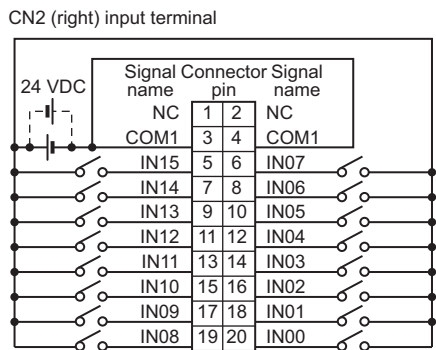 CN2 (right) input terminal
Signal Connector Signal
name pin name
24 VDC
NC 1 2 NC
COM1 3 4 COM1
IN15 5 6 IN07
IN14 7 8 IN06
IN13 9 10 IN05
IN12 11 12 IN04
IN11 13 14 IN03
IN10 15 16 IN02
IN09 17 18 IN01
IN08 19 20 IN00